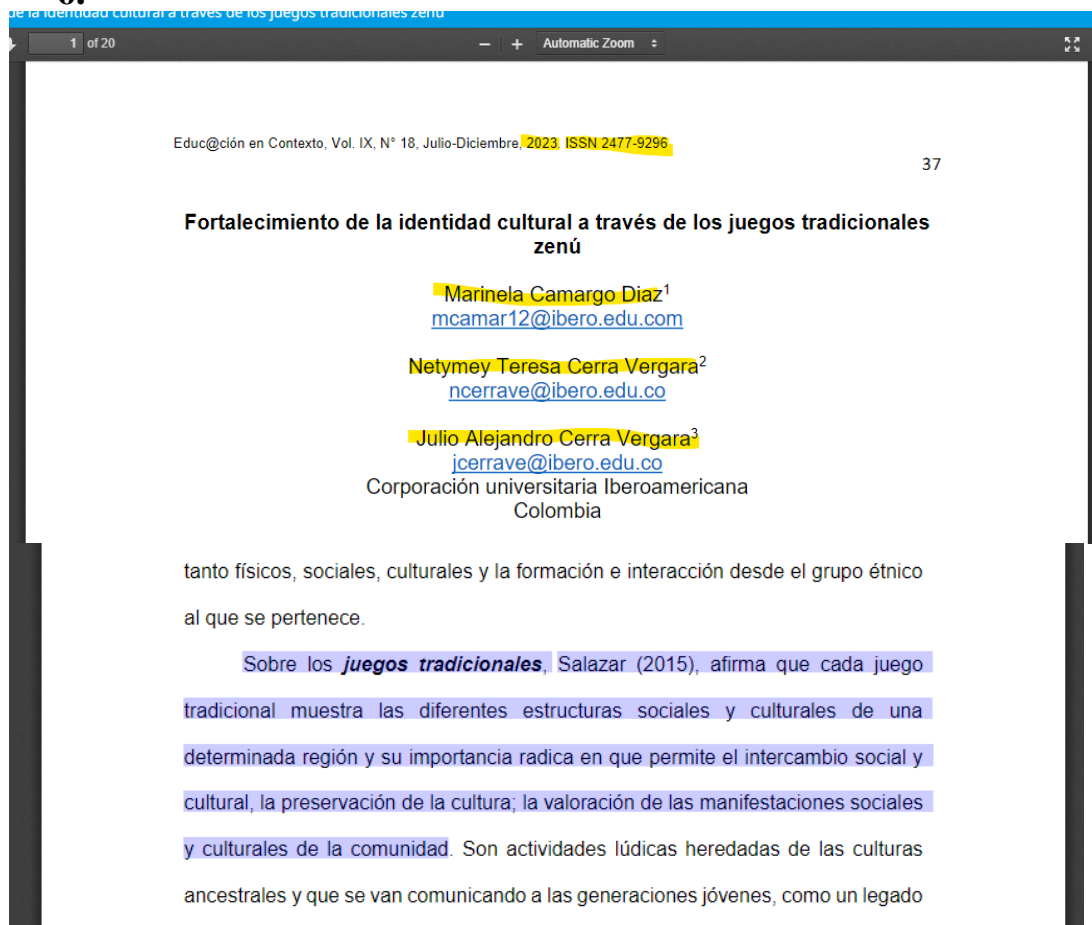 de la identidad cultural a través de los juegos tradicionales zenú
1 of 20 − + Automatic Zoom
Educ@ción en Contexto, Vol. IX, N° 18, Julio-Diciembre, 2023. ISSN 2477-9296
37
Fortalecimiento de la identidad cultural a través de los juegos tradicionales
zenú
Marinela Camargo Diaz¹
mcamar12@ibero.edu.com
Netymey Teresa Cerra Vergara²
ncerrave@ibero.edu.co
Julio Alejandro Cerra Vergara³
jcerrave@ibero.edu.co
Corporación universitaria Iberoamericana
Colombia
tanto físicos, sociales, culturales y la formación e interacción desde el grupo étnico
al que se pertenece.
Sobre los juegos tradicionales, Salazar (2015), afirma que cada juego
tradicional muestra las diferentes estructuras sociales y culturales de una
determinada región y su importancia radica en que permite el intercambio social y
cultural, la preservación de la cultura; la valoración de las manifestaciones sociales
y culturales de la comunidad. Son actividades lúdicas heredadas de las culturas
ancestrales y que se van comunicando a las generaciones jóvenes, como un legado